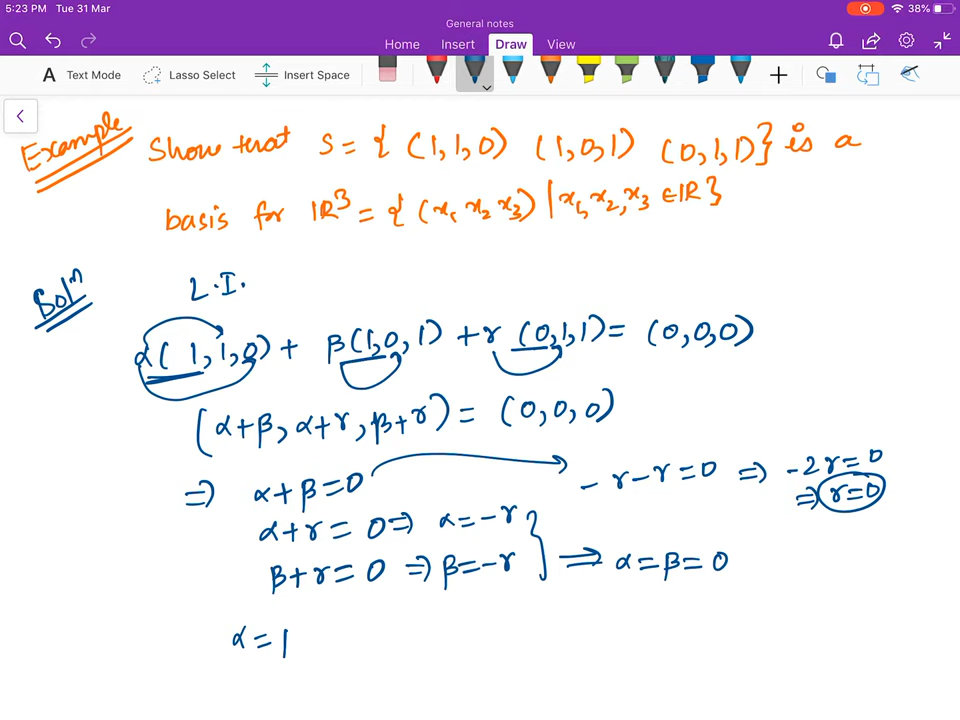 5:23 PM Tue 31 Mar 38%
General notes
Home Insert Draw View
A Text Mode Lasso Select Insert Space
Example Show that S = { (1,1,0) (1,0,1) (0,1,1)} is a
basis for ℝ³ = { (x₁ x₂ x₃) | x₁, x₂, x₃ ∈ ℝ }
Solⁿ L.I.
α(1,1,0) + β(1,0,1) + r(0,1,1) = (0,0,0)
(α+β, α+r, β+r) = (0,0,0)
⇒ α+β=0 -r-r=0 ⇒ -2r=0
⇒ r=0
α+r=0 ⇒ α=-r
β+r=0 ⇒ β=-r } ⇒ α=β=0
α=1